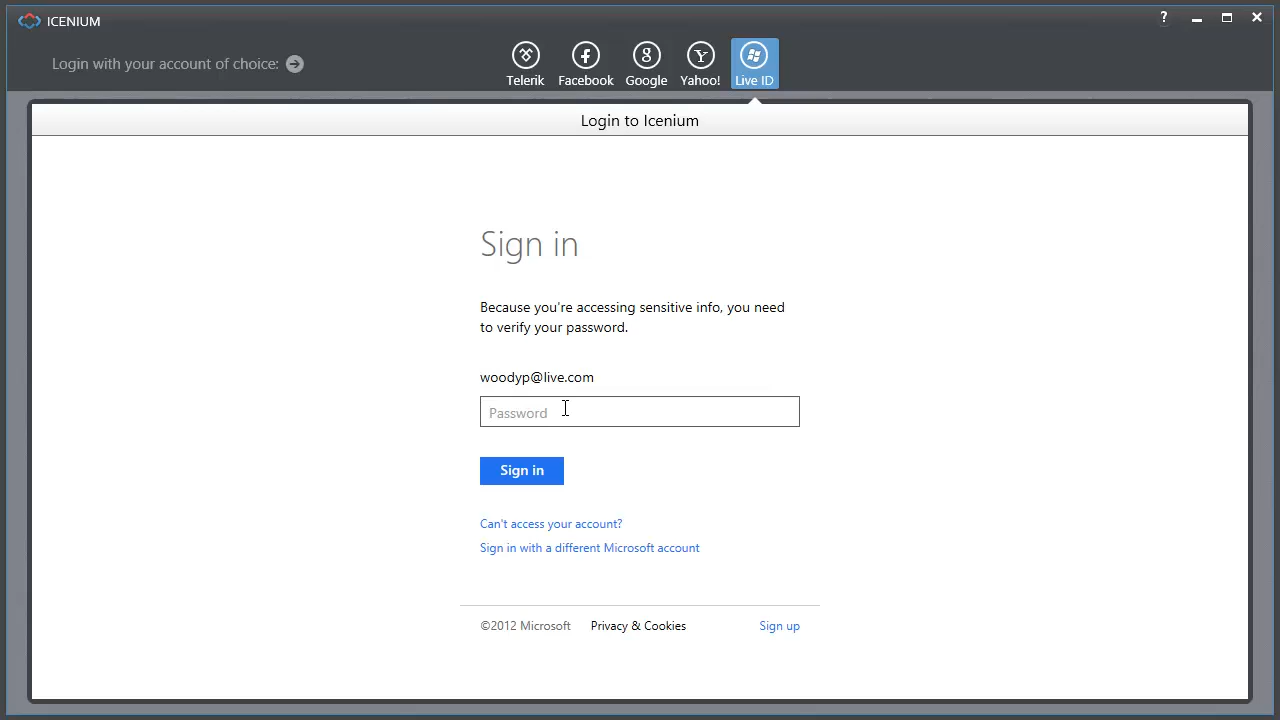 ICENIUM
?
Login with your account of choice:
Telerik
Facebook
Google
Yahoo!
Live ID
Login to Icenium
Sign in
Because you're accessing sensitive info, you need
to verify your password.
woodyp@live.com
Password
Sign in
Can't access your account?
Sign in with a different Microsoft account
©2012 Microsoft Privacy & Cookies Sign up